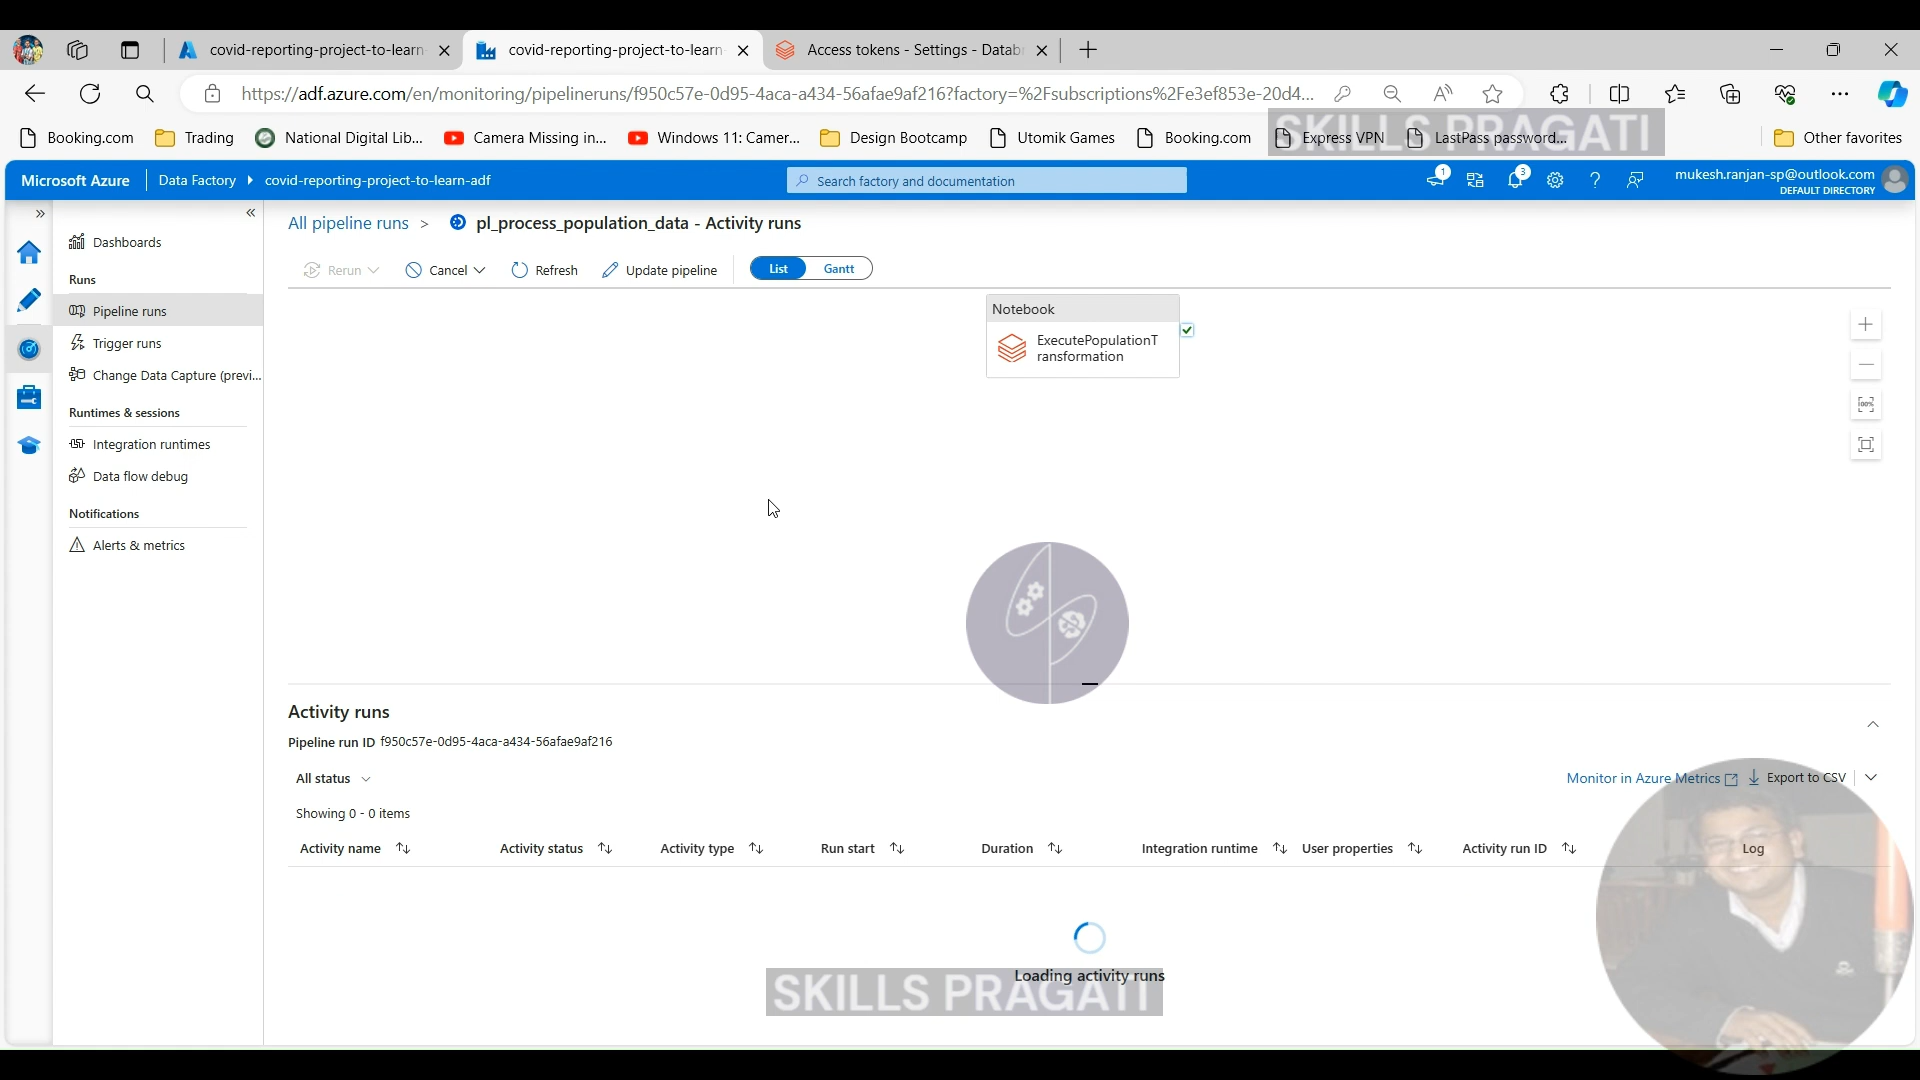 covid-reporting-project-to-learn-
covid-reporting-project-to-learn-
Access tokens - Settings - Datab
https://adf.azure.com/en/monitoring/pipelineruns/f950c57e-0d95-4aca-a434-56afae9af216?factory=%2Fsubscriptions%2Fe3ef853e-20d4...
Booking.com
Trading
National Digital Lib...
Camera Missing in...
Windows 11: Camer...
Design Bootcamp
Utomik Games
Booking.com
Express VPN
LastPass password...
Other favorites
SKILLS PRAGATI
Microsoft Azure
Data Factory
covid-reporting-project-to-learn-adf
Search factory and documentation
1
3
mukesh.ranjan-sp@outlook.com
DEFAULT DIRECTORY
Dashboards
Runs
Pipeline runs
Trigger runs
Change Data Capture (previ...
Runtimes & sessions
Integration runtimes
Data flow debug
Notifications
Alerts & metrics
All pipeline runs > pl_process_population_data - Activity runs
Rerun
Cancel
Refresh
Update pipeline
List
Gantt
Notebook
ExecutePopulationT
ransformation
100%
Activity runs
Pipeline run ID f950c57e-0d95-4aca-a434-56afae9af216
All status
Monitor in Azure Metrics
Export to CSV
Showing 0 - 0 items
Activity name
Activity status
Activity type
Run start
Duration
Integration runtime
User properties
Activity run ID
Log
Loading activity runs
SKILLS PRAGATI